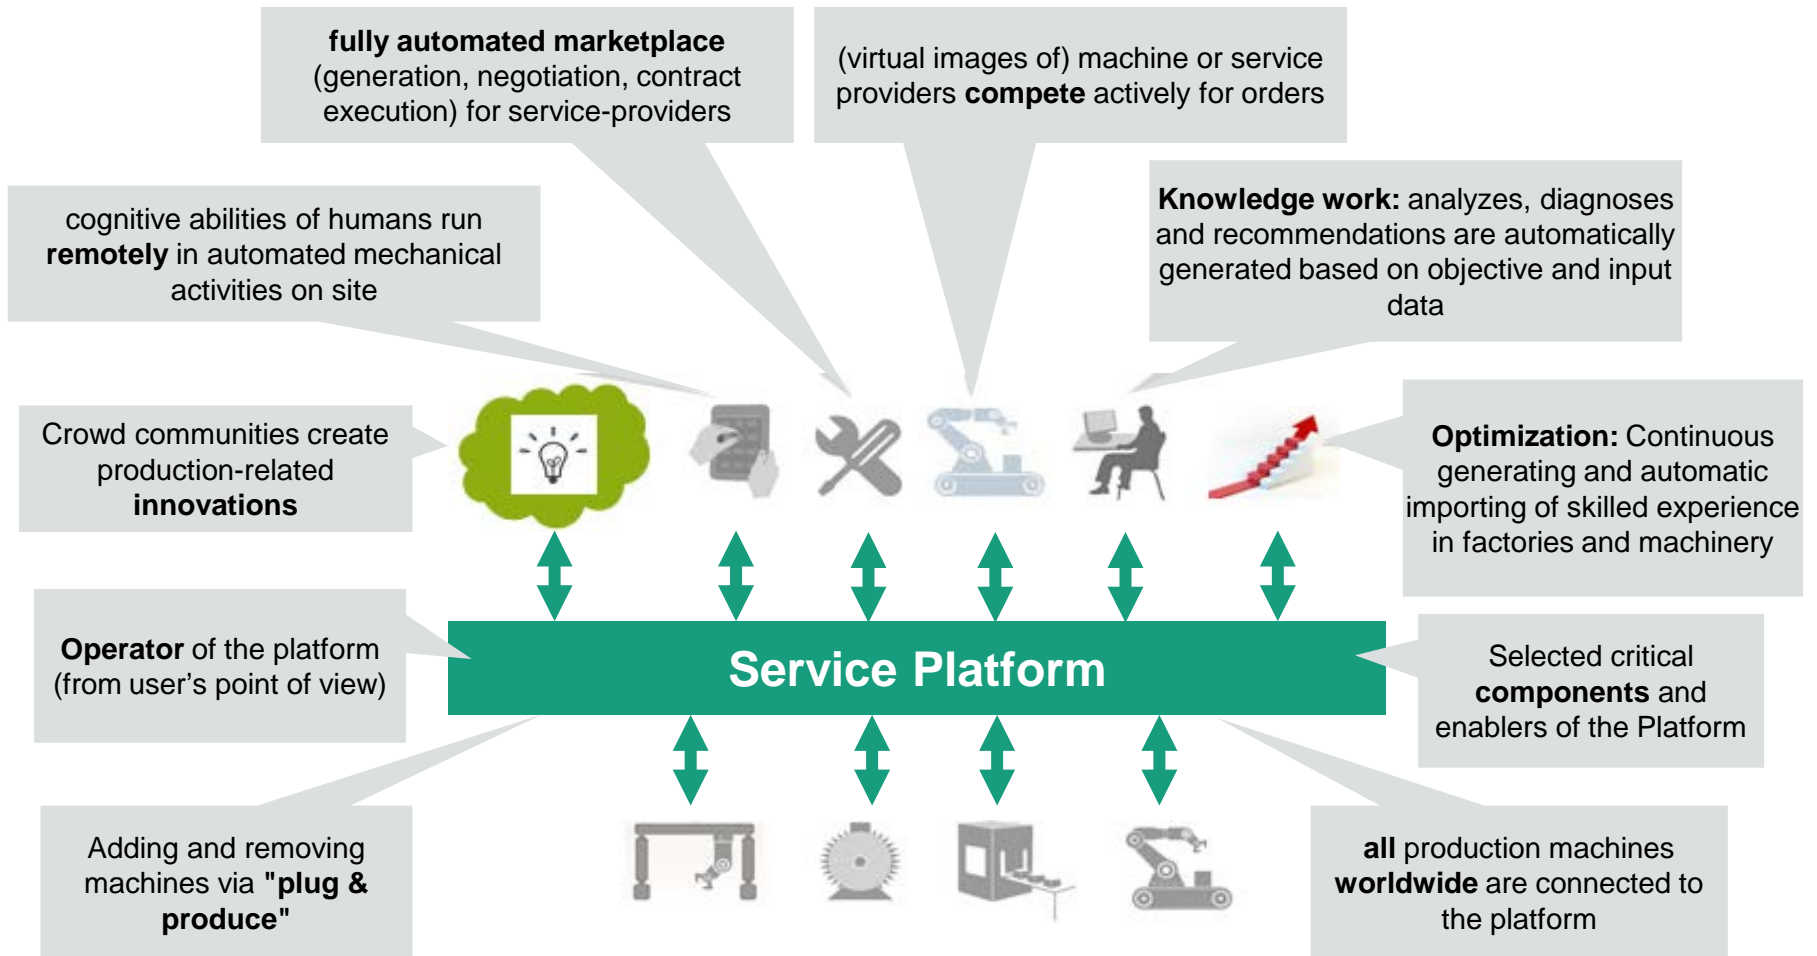 fully automated marketplace
(generation, negotiation, contract
execution) for service-providers
(virtual images of) machine or service
providers compete actively for orders
cognitive abilities of humans run
remotely in automated mechanical
activities on site
Knowledge work: analyzes, diagnoses
and recommendations are automatically
generated based on objective and input
data
Crowd communities create
production-related
innovations
Optimization: Continuous
generating and automatic
importing of skilled experience
in factories and machinery
Operator of the platform
(from user’s point of view)
Service Platform
Selected critical
components and
enablers of the Platform
Adding and removing
machines via "plug &
produce"
all production machines
worldwide are connected to
the platform